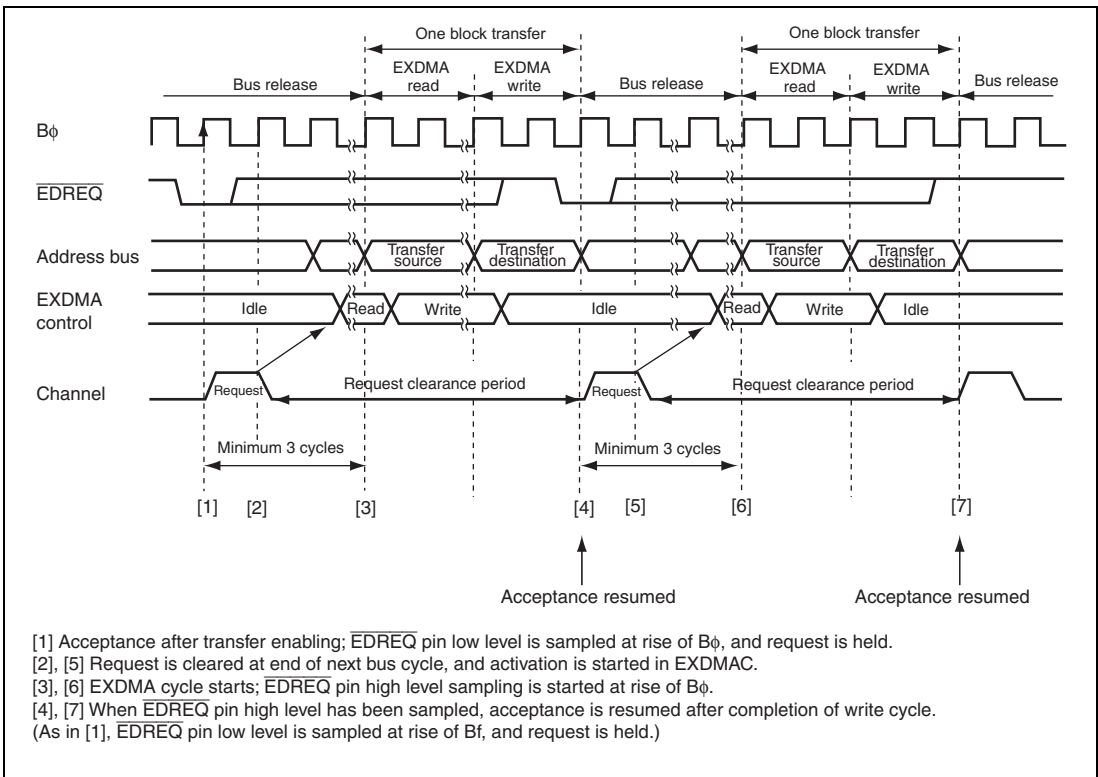 One block transfer One block transfer
Bus release EXDMA read EXDMA write Bus release EXDMA read EXDMA write Bus release
Bϕ
EDREQ
Address bus Transfer source Transfer destination Transfer source Transfer destination
EXDMA control Idle Read Write Idle Read Write Idle
Channel Request Request clearance period Request Request clearance period
Minimum 3 cycles Minimum 3 cycles
[1] [2] [3] [4] [5] [6] [7]
Acceptance resumed Acceptance resumed
[1] Acceptance after transfer enabling; EDREQ pin low level is sampled at rise of Bϕ, and request is held.
[2], [5] Request is cleared at end of next bus cycle, and activation is started in EXDMAC.
[3], [6] EXDMA cycle starts; EDREQ pin high level sampling is started at rise of Bϕ.
[4], [7] When EDREQ pin high level has been sampled, acceptance is resumed after completion of write cycle.
(As in [1], EDREQ pin low level is sampled at rise of Bf, and request is held.)